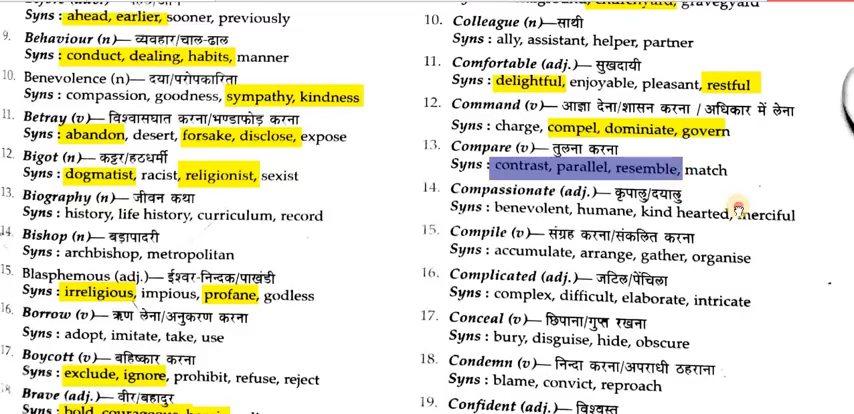 Syns : ahead, earlier, sooner, previously
9. Behaviour (n)— व्यवहार/चाल-ढाल
Syns : conduct, dealing, habits, manner
10. Benevolence (n)— दया/परोपकारिता
Syns : compassion, goodness, sympathy, kindness
11. Betray (v)— विश्वासघात करना/भण्डाफोड़ करना
Syns : abandon, desert, forsake, disclose, expose
12. Bigot (n)— कट्टर/हठधर्मी
Syns : dogmatist, racist, religionist, sexist
13. Biography (n)— जीवन कथा
Syns : history, life history, curriculum, record
14. Bishop (n)— बड़ापादरी
Syns : archbishop, metropolitan
15. Blasphemous (adj.)— ईश्वर-निन्दक/पाखंडी
Syns : irreligious, impious, profane, godless
16. Borrow (v)— ऋण लेना/अनुकरण करना
Syns : adopt, imitate, take, use
17. Boycott (v)— बहिष्कार करना
Syns : exclude, ignore, prohibit, refuse, reject
18. Brave (adj.)— वीर/बहादुर
Syns : bold, courageous,
graveyard
10. Colleague (n)—साथी
Syns : ally, assistant, helper, partner
11. Comfortable (adj.)— सुखदायी
Syns : delightful, enjoyable, pleasant, restful
12. Command (v)— आज्ञा देना/शासन करना / अधिकार में लेना
Syns : charge, compel, dominiate, govern
13. Compare (v)— तुलना करना
Syns : contrast, parallel, resemble, match
14. Compassionate (adj.)— कृपालु/दयालु
Syns : benevolent, humane, kind hearted, merciful
15. Compile (v)— संग्रह करना/संकलित करना
Syns : accumulate, arrange, gather, organise
16. Complicated (adj.)— जटिल/पेंचिला
Syns : complex, difficult, elaborate, intricate
17. Conceal (v)— छिपाना/गुप्त रखना
Syns : bury, disguise, hide, obscure
18. Condemn (v)— निन्दा करना/अपराधी ठहराना
Syns : blame, convict, reproach
19. Confident (adj.)— विश्वस्त